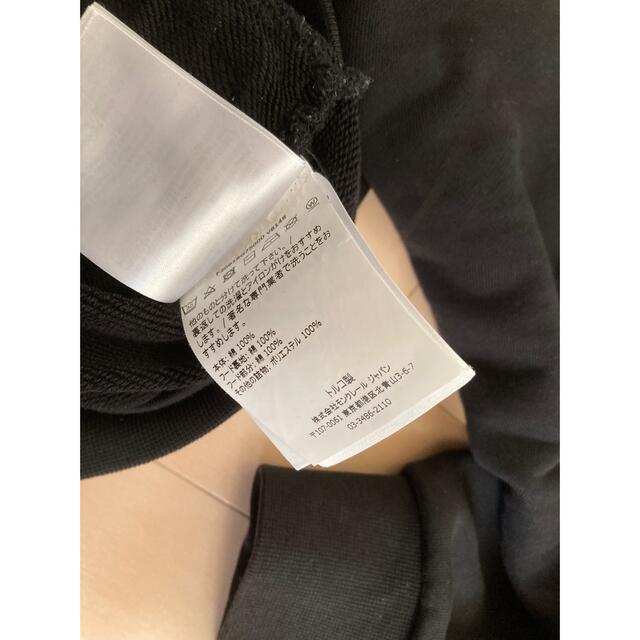 他のものと分けて洗って下さい。/
裏返しての洗濯とアイロンがけをおすすめ
します。/著名な専門業者で洗うことをお
すすめします。
本体: 綿 100%
フード裏地: 綿 100%
フード部分: 綿 100%
その他の詰物: ポリエステル 100%
トルコ製
株式会社モンクレール ジャパン
〒107-0061 東京都港区北青山3-6-7
03-3486-2110